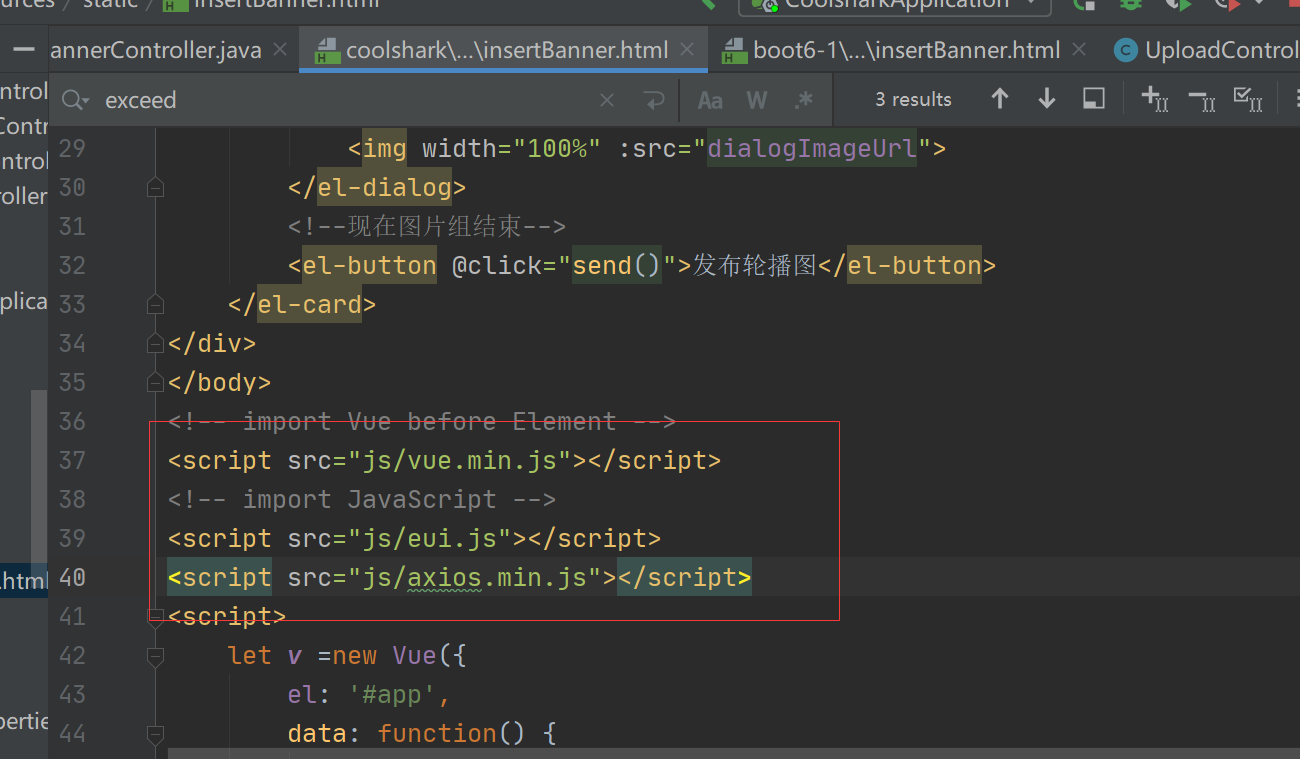 urces / static / insertBanner.html CoolsharkApplication
annerController.java coolshark\...\insertBanner.html boot6-1\...\insertBanner.html UploadControl
exceed Aa W .* 3 results
ntrol
Contr
ontrol
roller
plica
.html
pertie
29 <img width="100%" :src="dialogImageUrl">
30 </el-dialog>
31 <!--现在图片组结束-->
32 <el-button @click="send()">发布轮播图</el-button>
33 </el-card>
34 </div>
35 </body>
36 <!-- import Vue before Element -->
37 <script src="js/vue.min.js"></script>
38 <!-- import JavaScript -->
39 <script src="js/eui.js"></script>
40 <script src="js/axios.min.js"></script>
41 <script>
42 let v =new Vue({
43 el: '#app',
44 data: function() {